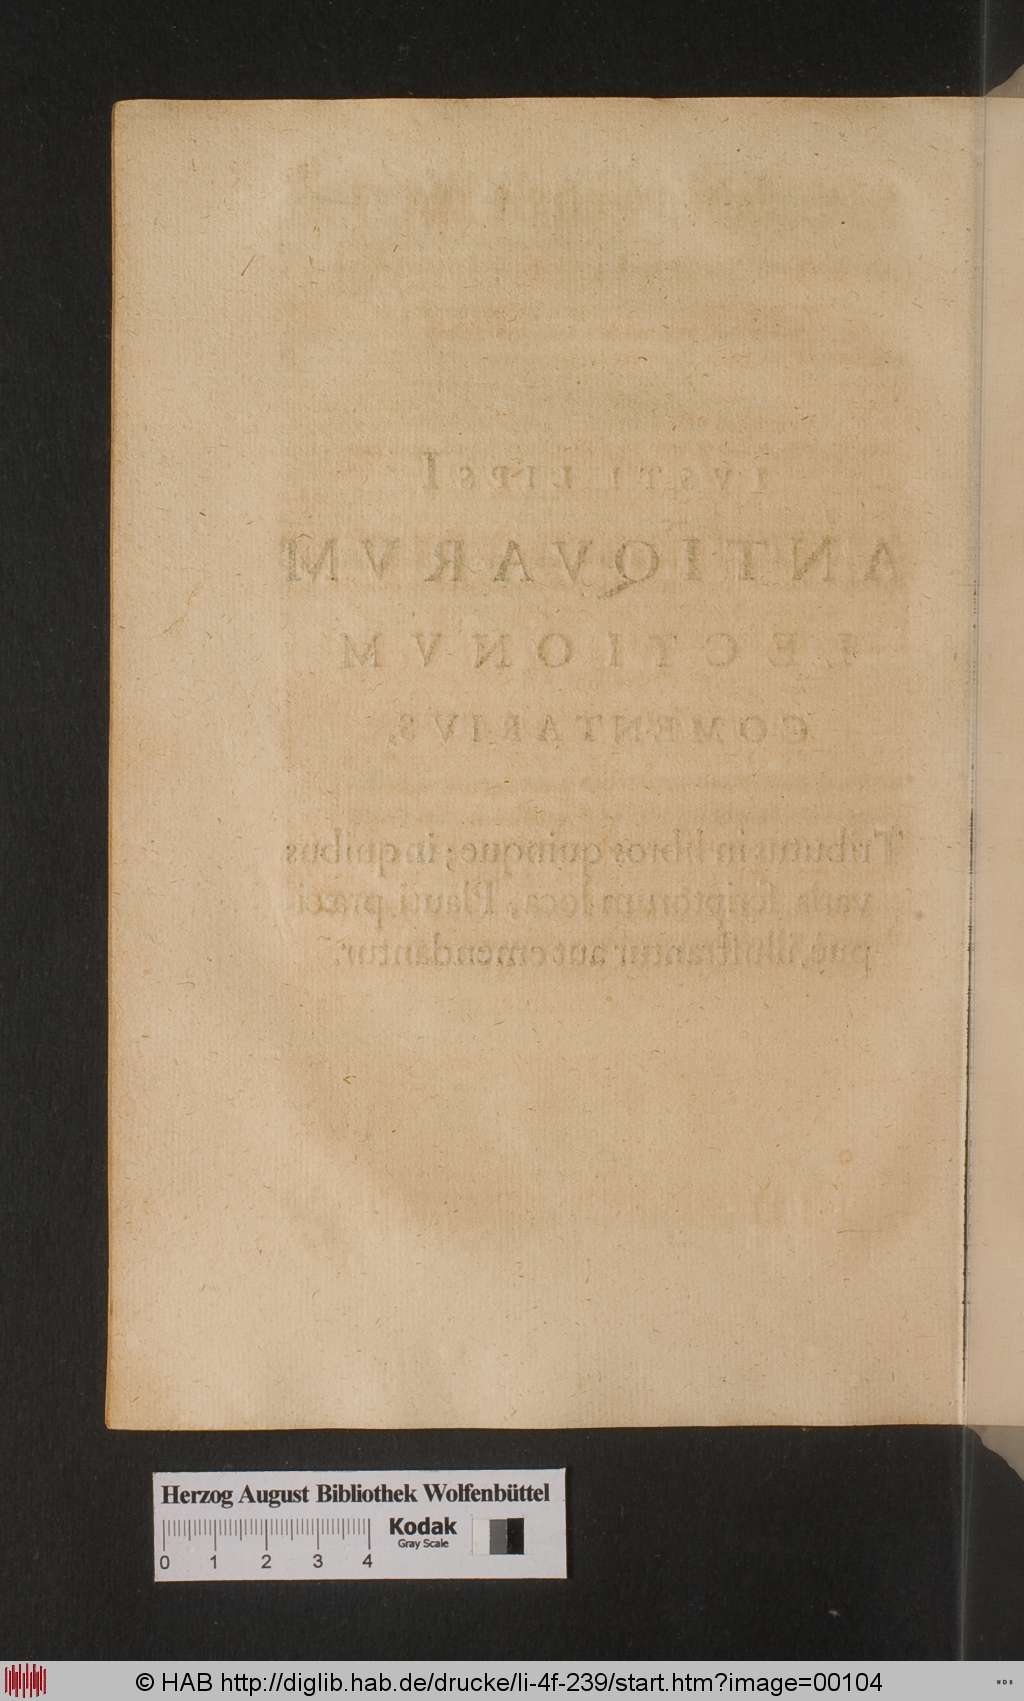 IVSTI LIPSI
ANTIQVARVM
LECTIONVM
COMENTARIVS,
Tributus in libros quinque; in quibus
varia scriptorum loca, Plauti præci-
puè, illustrantur aut emendantur.
Herzog August Bibliothek Wolfenbüttel
Kodak
Gray Scale
0 1 2 3 4
© HAB http://diglib.hab.de/drucke/li-4f-239/start.htm?image=00104